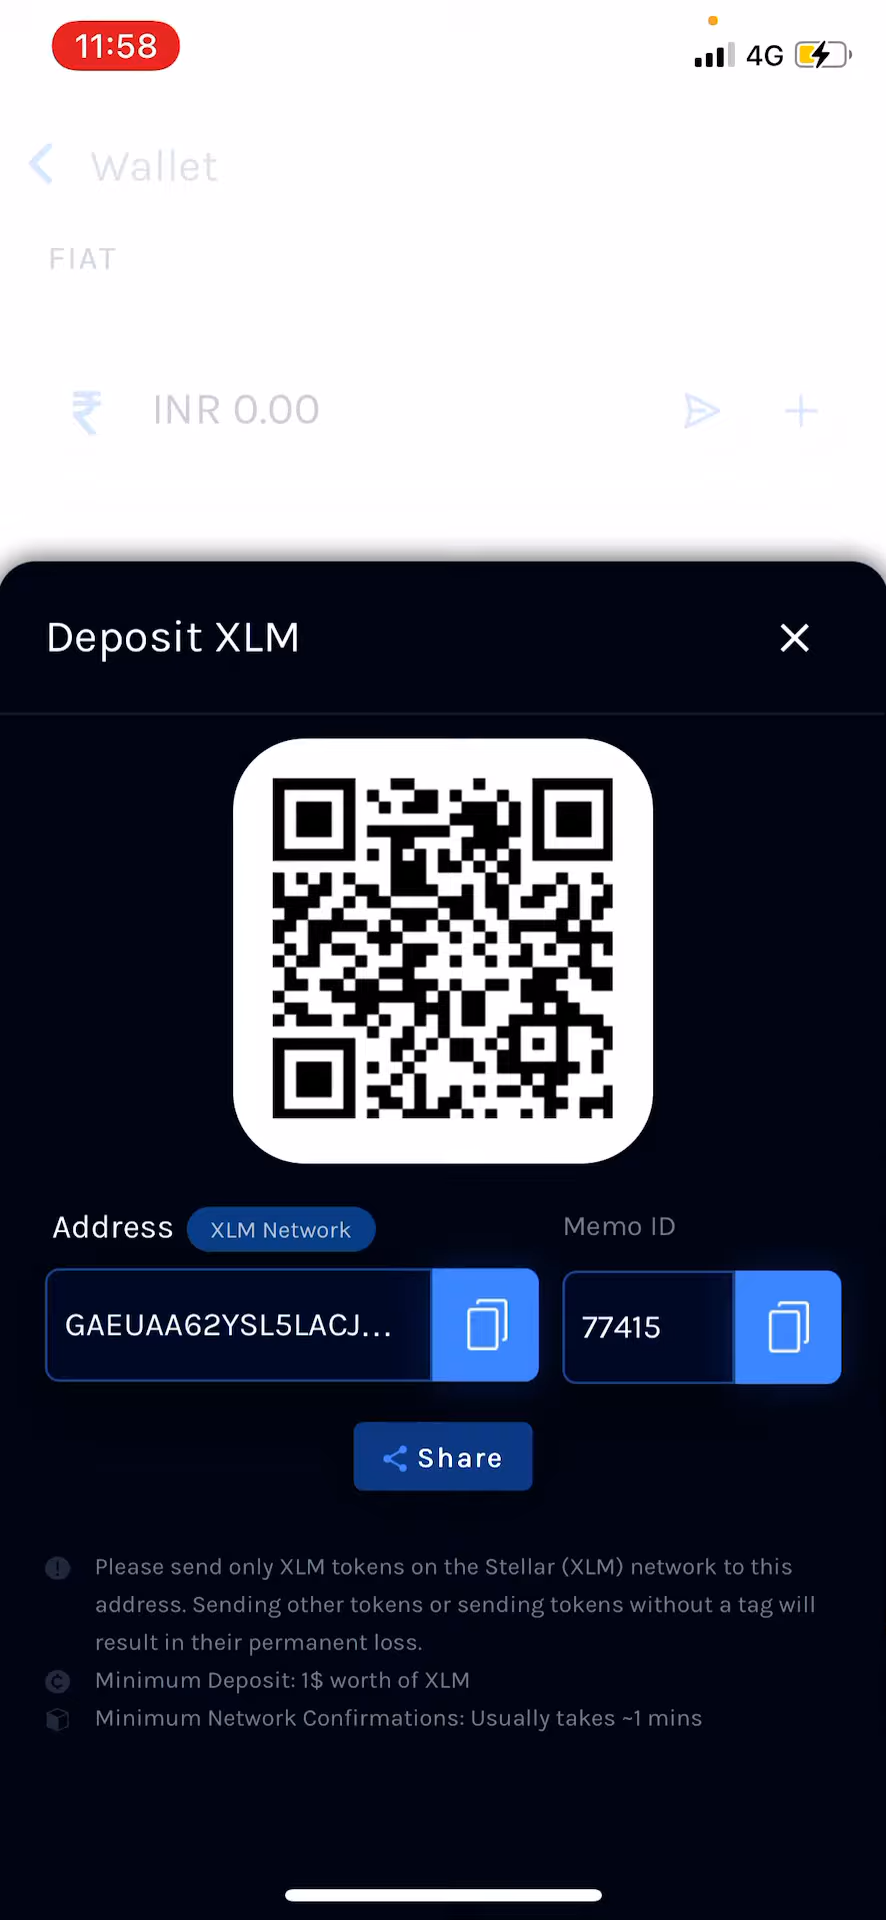 11:58
4G
Wallet
FIAT
₹ INR 0.00
Deposit XLM
Address XLM Network
Memo ID
GAEUAA62YSL5LACJ...
77415
Share
Please send only XLM tokens on the Stellar (XLM) network to this
address. Sending other tokens or sending tokens without a tag will
result in their permanent loss.
Minimum Deposit: 1$ worth of XLM
Minimum Network Confirmations: Usually takes ~1 mins